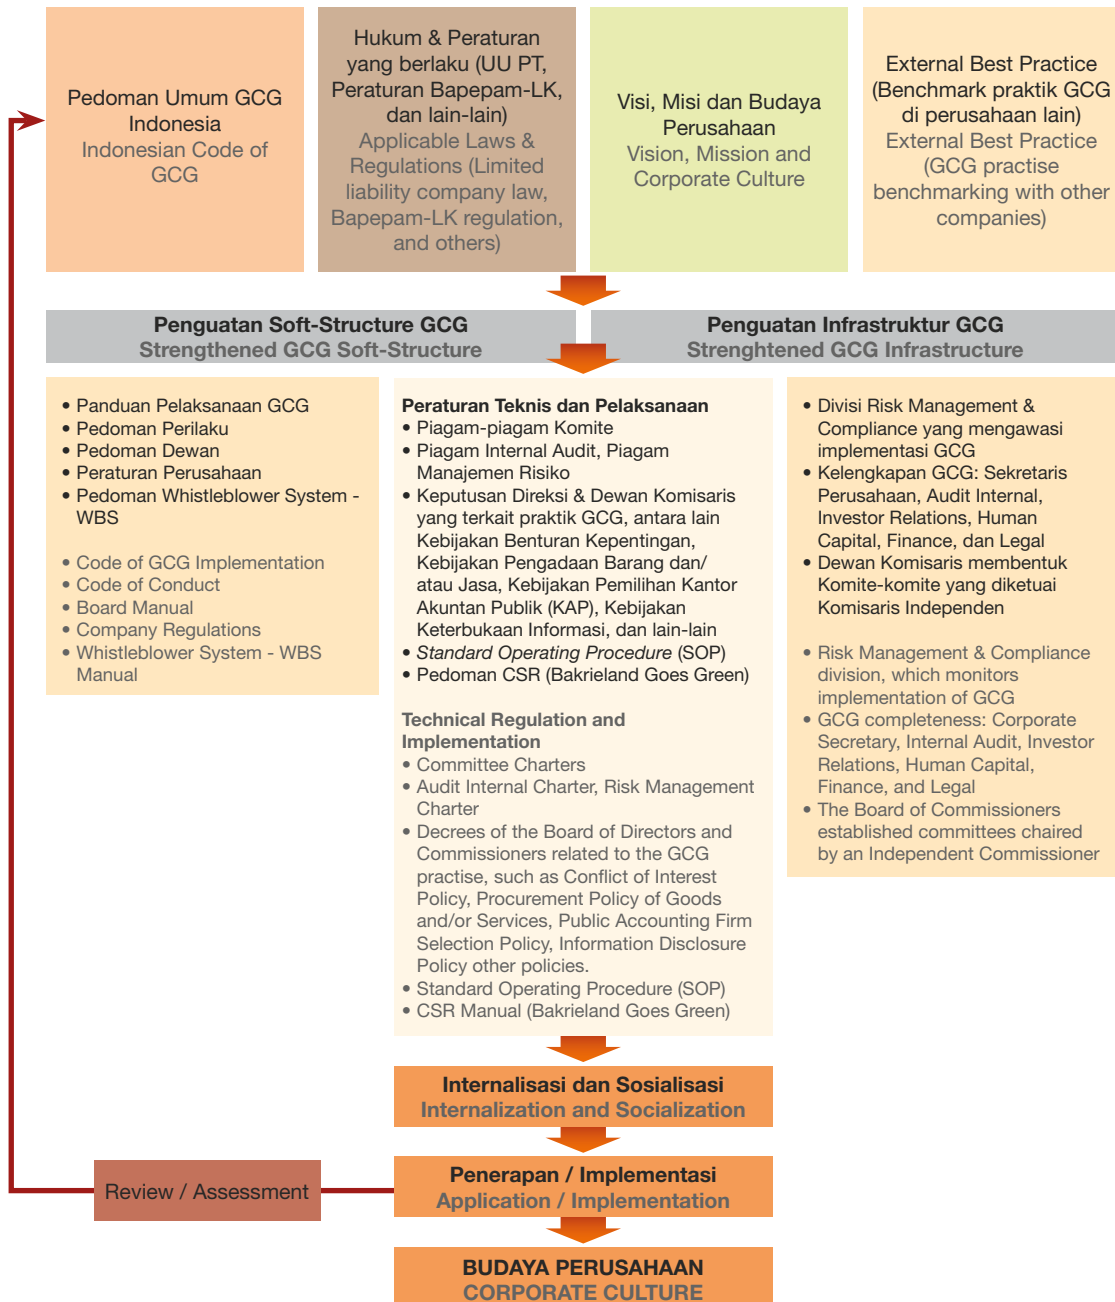 Pedoman Umum GCG
Indonesia
Indonesian Code of
GCG
Hukum & Peraturan
yang berlaku (UU PT,
Peraturan Bapepam-LK,
dan lain-lain)
Applicable Laws &
Regulations (Limited
liability company law,
Bapepam-LK regulation,
and others)
Visi, Misi dan Budaya
Perusahaan
Vision, Mission and
Corporate Culture
External Best Practice
(Benchmark praktik GCG
di perusahaan lain)
External Best Practice
(GCG practise
benchmarking with other
companies)
Penguatan Soft-Structure GCG
Strengthened GCG Soft-Structure
Penguatan Infrastruktur GCG
Strenghtened GCG Infrastructure
• Panduan Pelaksanaan GCG
• Pedoman Perilaku
• Pedoman Dewan
• Peraturan Perusahaan
• Pedoman Whistleblower System -
WBS
• Code of GCG Implementation
• Code of Conduct
• Board Manual
• Company Regulations
• Whistleblower System - WBS
Manual
Peraturan Teknis dan Pelaksanaan
• Piagam-piagam Komite
• Piagam Internal Audit, Piagam
Manajemen Risiko
• Keputusan Direksi & Dewan Komisaris
yang terkait praktik GCG, antara lain
Kebijakan Benturan Kepentingan,
Kebijakan Pengadaan Barang dan/
atau Jasa, Kebijakan Pemilihan Kantor
Akuntan Publik (KAP), Kebijakan
Keterbukaan Informasi, dan lain-lain
• Standard Operating Procedure (SOP)
• Pedoman CSR (Bakrieland Goes Green)
Technical Regulation and
Implementation
• Committee Charters
• Audit Internal Charter, Risk Management
Charter
• Decrees of the Board of Directors and
Commissioners related to the GCG
practise, such as Conflict of Interest
Policy, Procurement Policy of Goods
and/or Services, Public Accounting Firm
Selection Policy, Information Disclosure
Policy other policies.
• Standard Operating Procedure (SOP)
• CSR Manual (Bakrieland Goes Green)
• Divisi Risk Management &
Compliance yang mengawasi
implementasi GCG
• Kelengkapan GCG: Sekretaris
Perusahaan, Audit Internal,
Investor Relations, Human
Capital, Finance, dan Legal
• Dewan Komisaris membentuk
Komite-komite yang diketuai
Komisaris Independen
• Risk Management & Compliance
division, which monitors
implementation of GCG
• GCG completeness: Corporate
Secretary, Internal Audit, Investor
Relations, Human Capital,
Finance, and Legal
• The Board of Commissioners
established committees chaired
by an Independent Commissioner
Internalisasi dan Sosialisasi
Internalization and Socialization
Review / Assessment
Penerapan / Implementasi
Application / Implementation
BUDAYA PERUSAHAAN
CORPORATE CULTURE